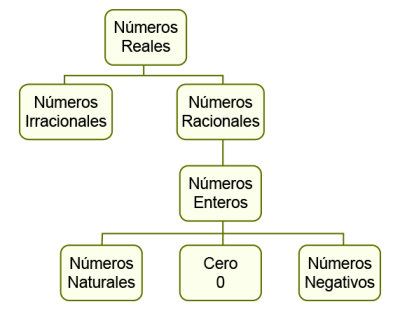 Números
Reales
Números
Irracionales
Números
Racionales
Números
Enteros
Números
Naturales
Cero
0
Números
Negativos